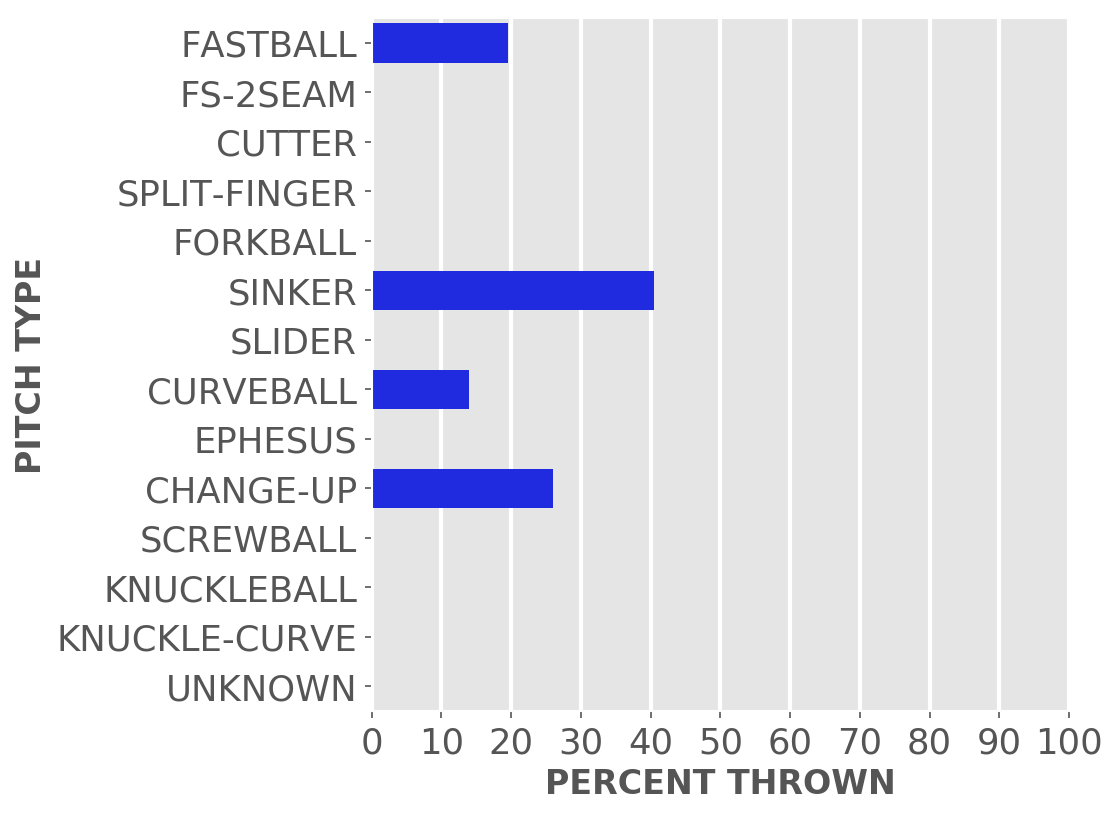 FASTBALL
FS-2SEAM
CUTTER
SPLIT-FINGER
FORKBALL
SINKER
SLIDER
CURVEBALL
EPHESUS
CHANGE-UP
SCREWBALL
KNUCKLEBALL
KNUCKLE-CURVE
UNKNOWN
PITCH TYPE
0 10 20 30 40 50 60 70 80 90 100
PERCENT THROWN